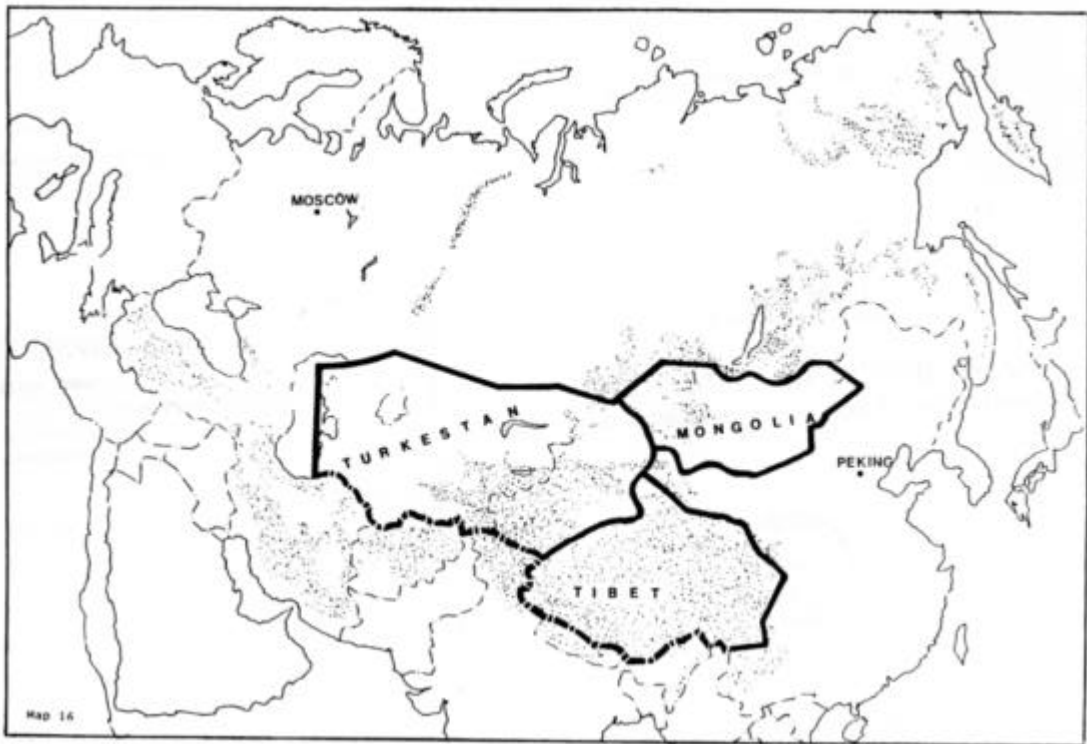 MOSCOW
TURKESTAN
MONGOLIA
PEKING
TIBET
Map 16